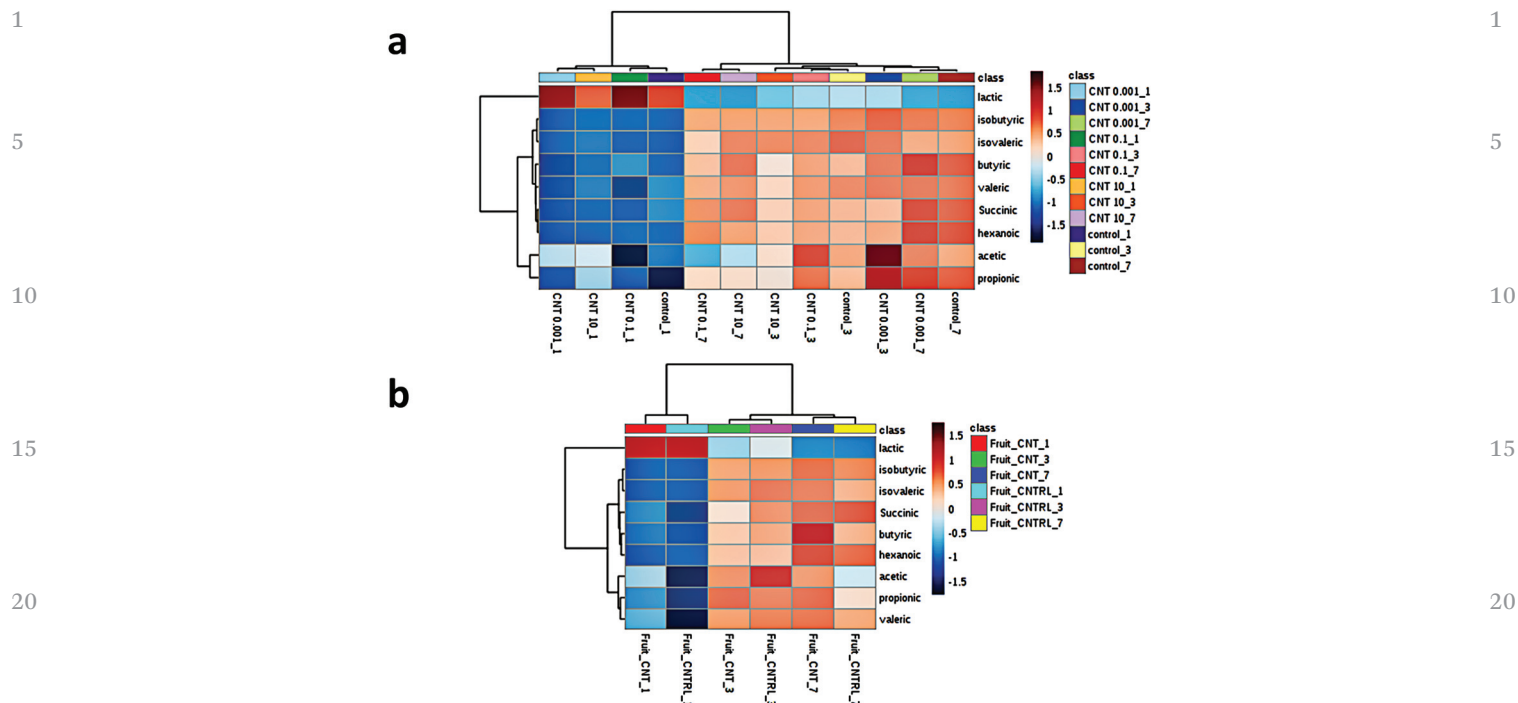 1 1
a
class
lactic
isobutyric
isovaleric
butyric
valeric
Succinic
hexanoic
acetic
propionic
1.5
1
0.5
0
-0.5
-1
-1.5
class
CNT 0.001_1
CNT 0.001_3
CNT 0.001_7
CNT 0.1_1
CNT 0.1_3
CNT 0.1_7
CNT 10_1
CNT 10_3
CNT 10_7
control_1
control_3
control_7
5 5
10 10
CNT 0.001_1
CNT 10_1
CNT 0.1_1
control_1
CNT 0.1_7
CNT 10_7
CNT 10_3
CNT 0.1_3
control_3
CNT 0.001_3
CNT 0.001_7
control_7
b
class
lactic
isobutyric
isovaleric
Succinic
butyric
hexanoic
acetic
propionic
valeric
1.5
1
0.5
0
-0.5
-1
-1.5
class
Fruit_CNT_1
Fruit_CNT_3
Fruit_CNT_7
Fruit_CNTRL_1
Fruit_CNTRL_3
Fruit_CNTRL_7
15 15
20 20
Fruit_CNT_1
Fruit_CNTRL_
Fruit_CNT_3
Fruit_CNTRL_
Fruit_CNT_7
Fruit_CNTRL_